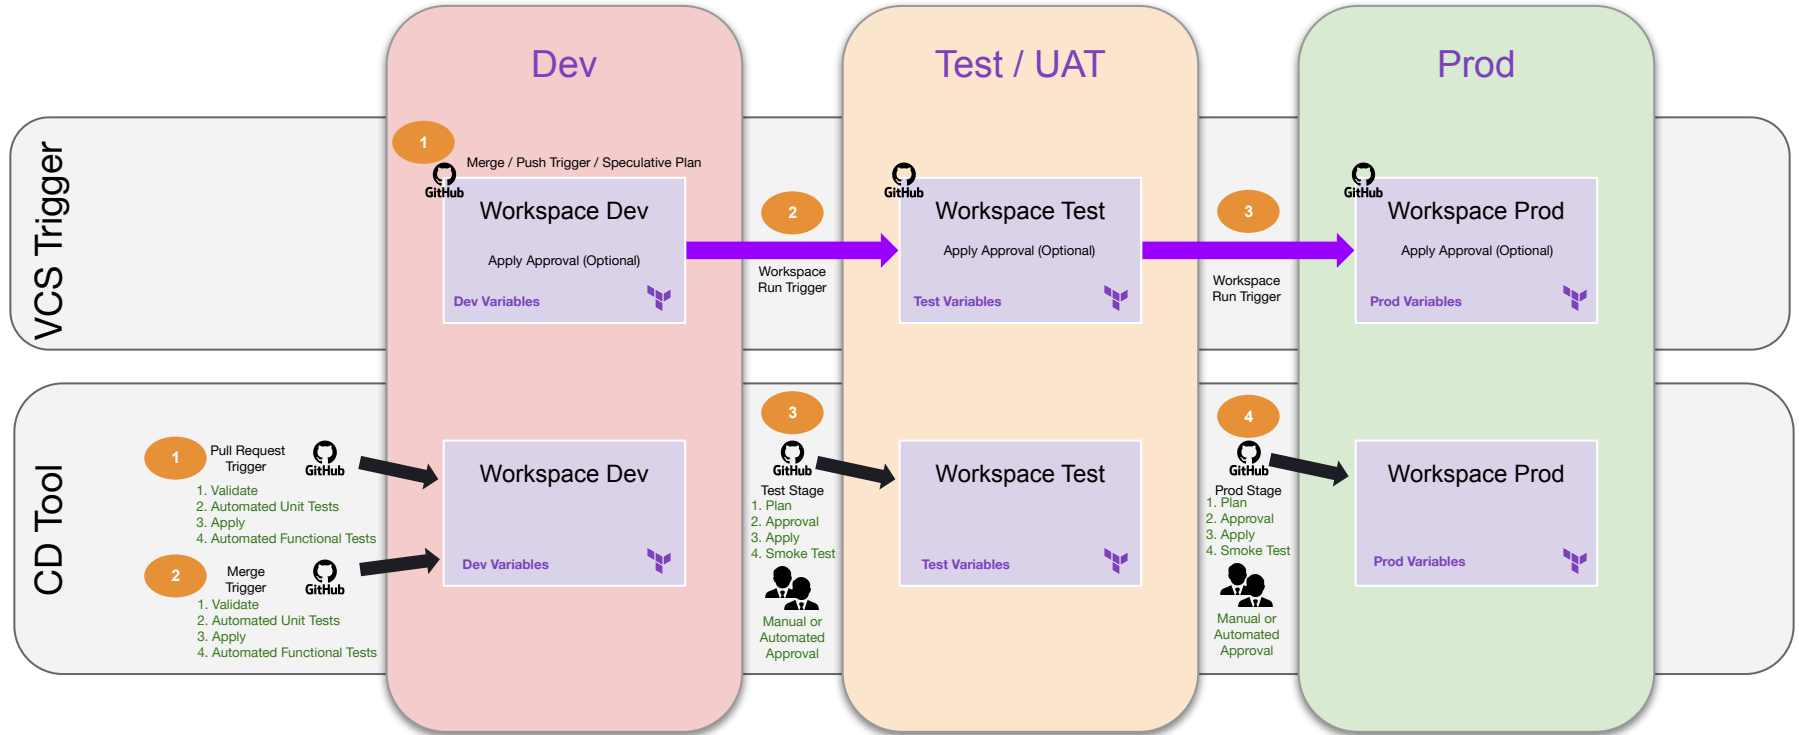 Dev
Test / UAT
Prod
VCS Trigger
1
Merge / Push Trigger / Speculative Plan
GitHub
Workspace Dev
Apply Approval (Optional)
Dev Variables
2
Workspace
Run Trigger
GitHub
Workspace Test
Apply Approval (Optional)
Test Variables
3
Workspace
Run Trigger
GitHub
Workspace Prod
Apply Approval (Optional)
Prod Variables
CD Tool
1
Pull Request
Trigger
GitHub
1. Validate
2. Automated Unit Tests
3. Apply
4. Automated Functional Tests
2
Merge
Trigger
GitHub
1. Validate
2. Automated Unit Tests
3. Apply
4. Automated Functional Tests
Workspace Dev
Dev Variables
3
GitHub
Test Stage
1. Plan
2. Approval
3. Apply
4. Smoke Test
Manual or
Automated
Approval
Workspace Test
Test Variables
4
GitHub
Prod Stage
1. Plan
2. Approval
3. Apply
4. Smoke Test
Manual or
Automated
Approval
Workspace Prod
Prod Variables